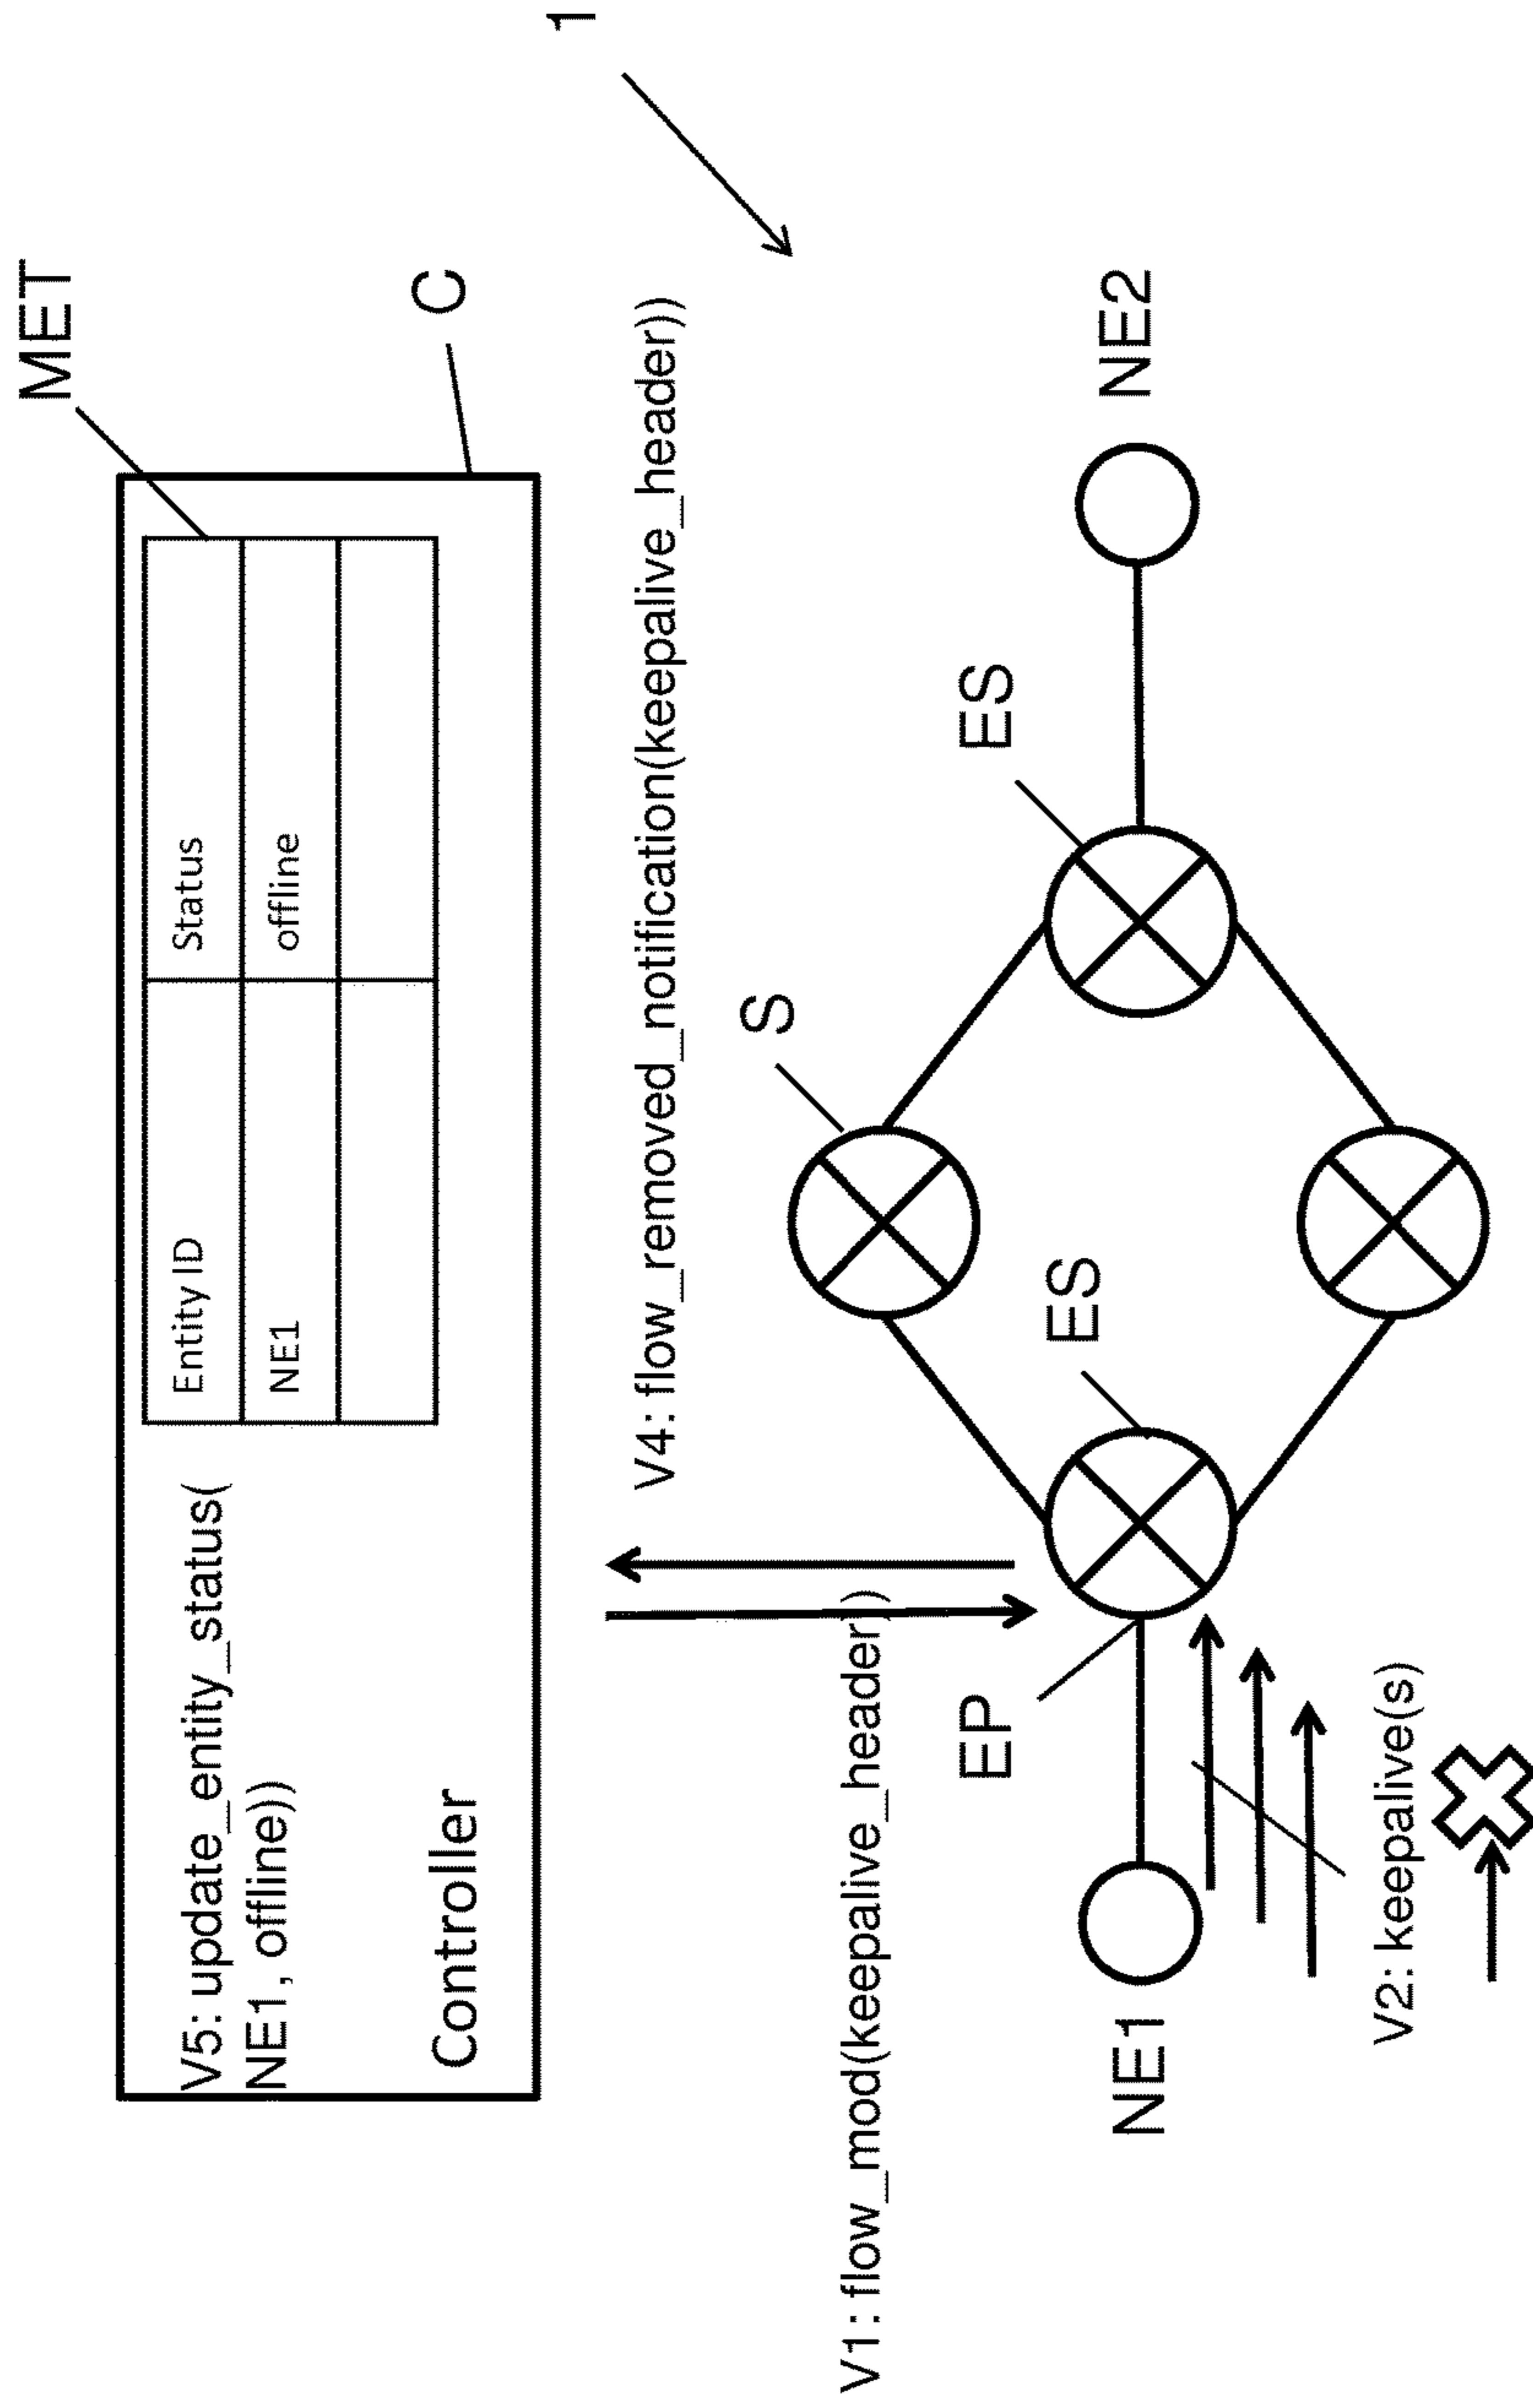 MET
C
1
Entity ID Status
NE1 offline
V5: update_entity_status(
NE1, offline))
Controller
V4: flow_removed_notification(keepalive_header))
V1: flow_mod(keepalive_header))
S
ES
ES
EP
NE1
NE2
V2: keepalive(s)